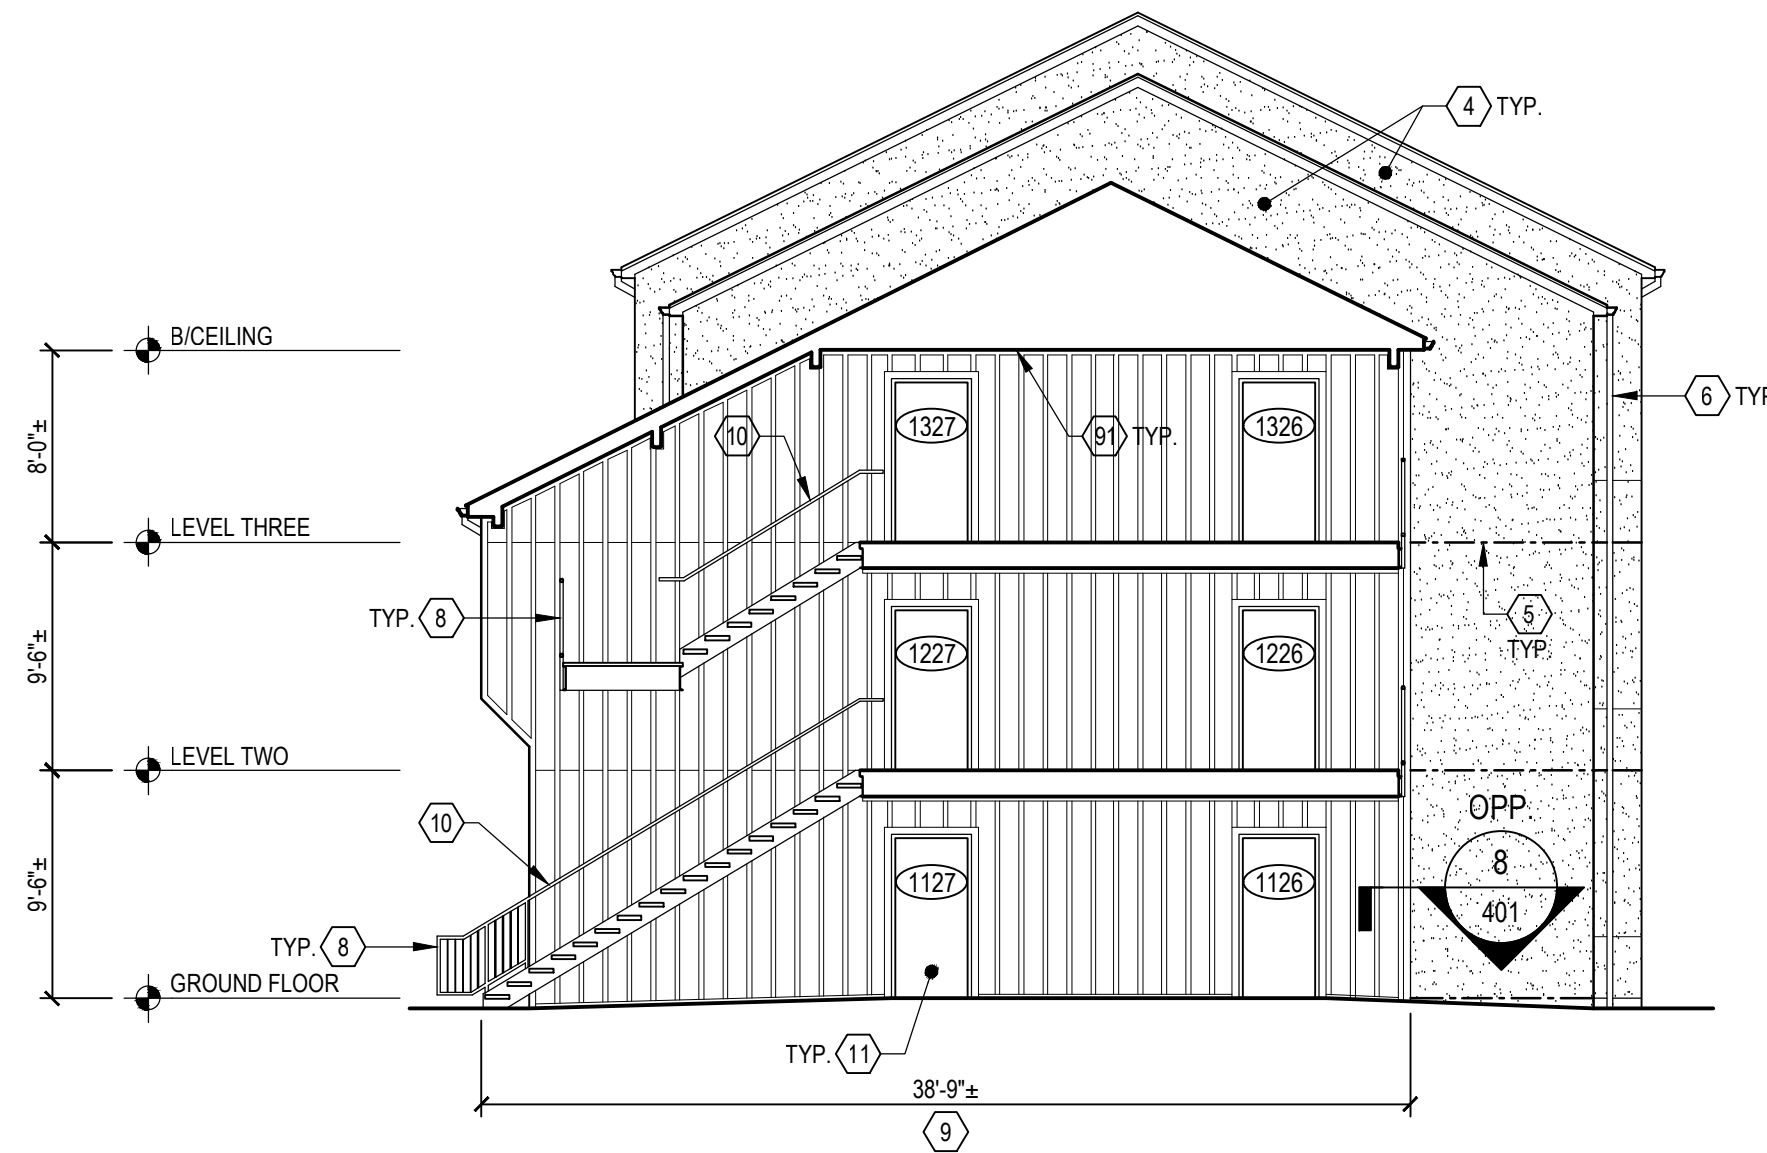 4 TYP.
B/CEILING
6 TYP
8'-0"±
1327
1326
10
91 TYP.
LEVEL THREE
TYP. 8
5
TYP.
9'-6"±
1227
1226
LEVEL TWO
OPP.
8
401
10
9'-6"±
1127
1126
TYP. 8
GROUND FLOOR
TYP. 11
38'-9"±
9